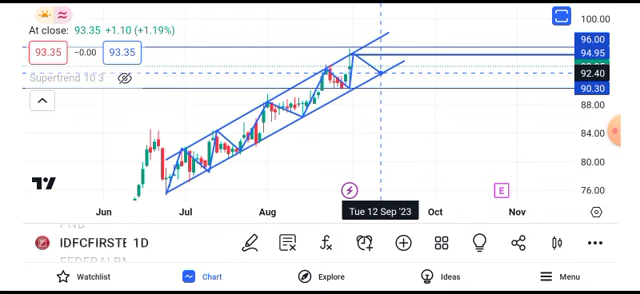 At close: 93.35 +1.10 (+1.19%)
93.35 −0.00 93.35
Supertrend 10 3
100.00
96.00
94.95
92.40
90.30
88.00
84.00
80.00
76.00
Jun Jul Aug Tue 12 Sep '23 Oct Nov
E
IDFCFIRSTE 1D
FEDERALBN
Watchlist Chart Explore Ideas Menu